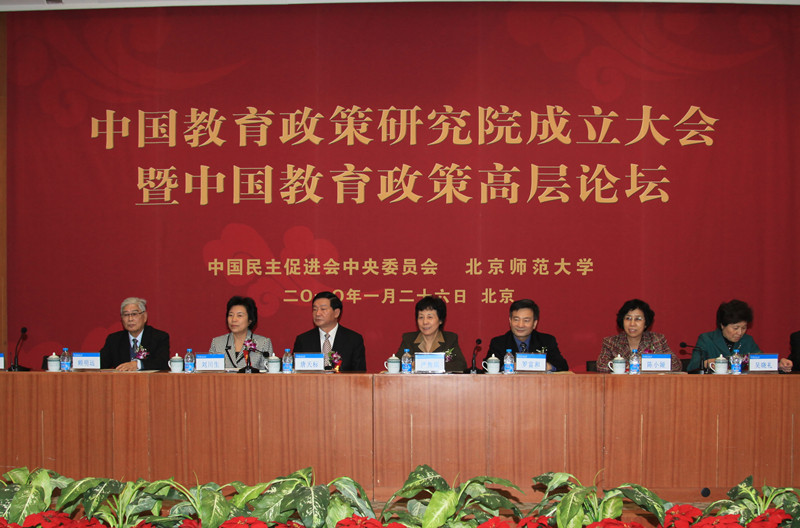 中国教育政策研究院成立大会
暨中国教育政策高层论坛
中国民主促进会中央委员会 北京师范大学
二〇一〇年一月二十六日 北京